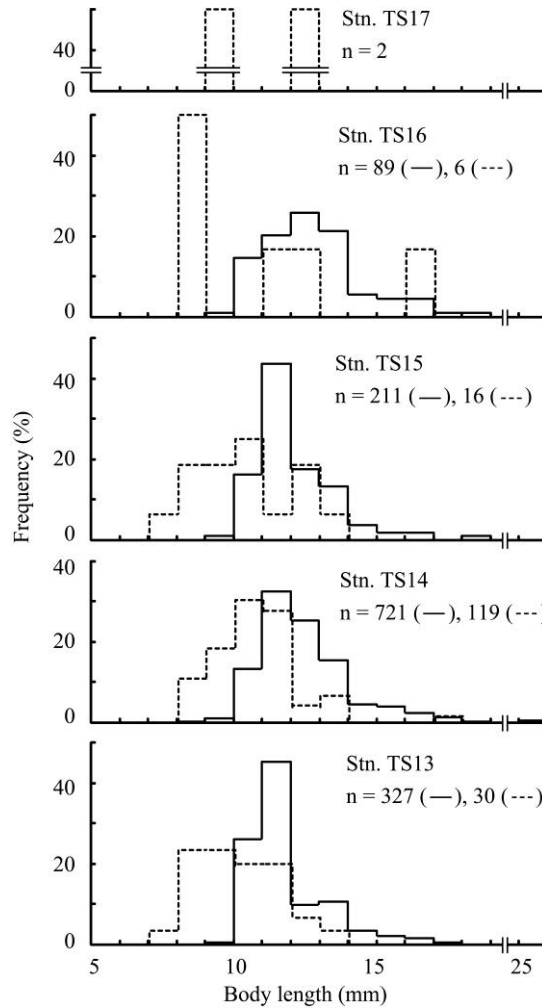 40
0
Stn. TS17
n = 2
40
20
0
Stn. TS16
n = 89 (—), 6 (---)
40
20
0
Stn. TS15
n = 211 (—), 16 (---)
Frequency (%)
40
20
0
Stn. TS14
n = 721 (—), 119 (---)
40
20
0
Stn. TS13
n = 327 (—), 30 (---)
5 10 15 25
Body length (mm)